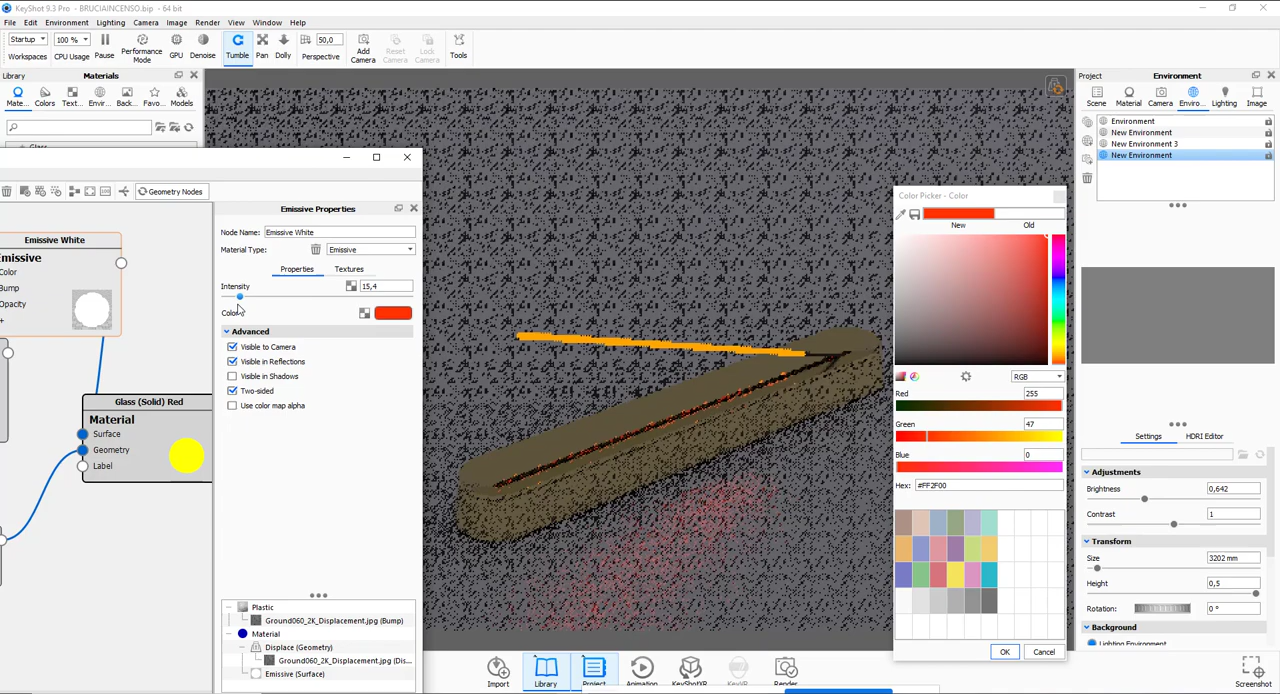 KeyShot 9.3 Pro - BRUCIAINCENSO.bip - 64 bit
File Edit Environment Lighting Camera Image Render View Window Help
Startup 100 % 50,0
Workspaces CPU Usage Pause Performance Mode GPU Denoise Tumble Pan Dolly Perspective Add Camera Reset Camera Lock Camera Tools
Library Materials
Mate... Colors Text... Envir... Back... Favo... Models
Glass
Geometry Nodes
Emissive White
Emissive
Color
Bump
Opacity
+
Glass (Solid) Red
Material
Surface
Geometry
Label
Emissive Properties
Node Name: Emissive White
Material Type: Emissive
Properties Textures
Intensity 15,4
Color
Advanced
Visible to Camera
Visible in Reflections
Visible in Shadows
Two-sided
Use color map alpha
Plastic
Ground060_2K_Displacement.jpg (Bump)
Material
Displace (Geometry)
Ground060_2K_Displacement.jpg (Dis...
Emissive (Surface)
Color Picker - Color
New Old
RGB
Red 255
Green 47
Blue 0
Hex: #FF2F00
OK Cancel
Project Environment
Scene Material Camera Enviro... Lighting Image
Environment
New Environment
New Environment 3
New Environment
Settings HDRI Editor
Adjustments
Brightness 0,642
Contrast 1
Transform
Size 3202 mm
Height 0,5
Rotation: 0 °
Background
Lighting Environment
Import Library Project Animation KeyShotXR KeyVR Render Screenshot